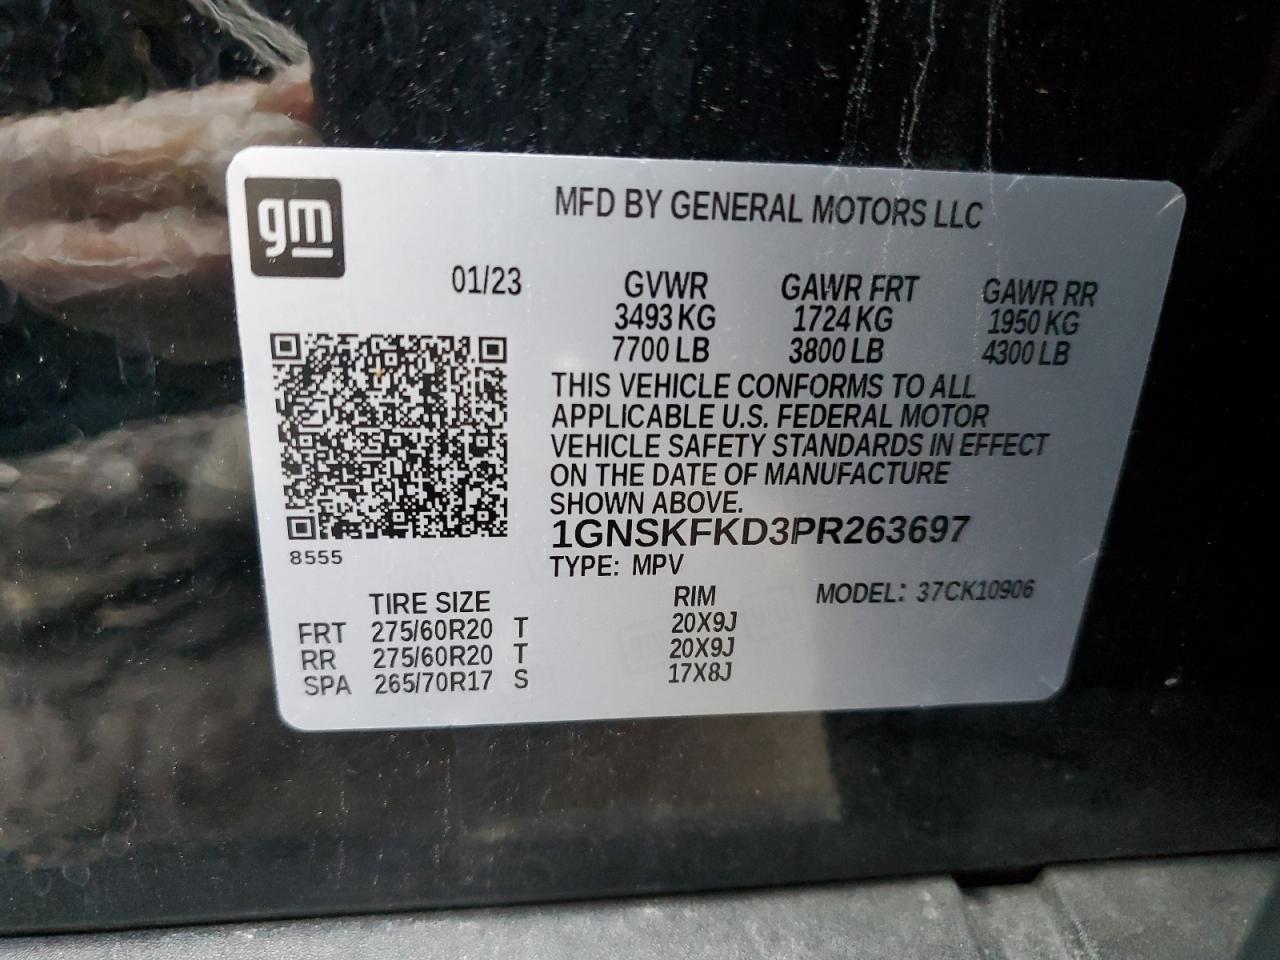 gm
MFD BY GENERAL MOTORS LLC
01/23 GVWR GAWR FRT GAWR RR
3493 KG 1724 KG 1950 KG
7700 LB 3800 LB 4300 LB
THIS VEHICLE CONFORMS TO ALL
APPLICABLE U.S. FEDERAL MOTOR
VEHICLE SAFETY STANDARDS IN EFFECT
ON THE DATE OF MANUFACTURE
SHOWN ABOVE.
1GNSKFKD3PR263697
8555
TYPE: MPV
TIRE SIZE RIM MODEL: 37CK10906
FRT 275/60R20 T 20X9J
RR 275/60R20 T 20X9J
SPA 265/70R17 S 17X8J